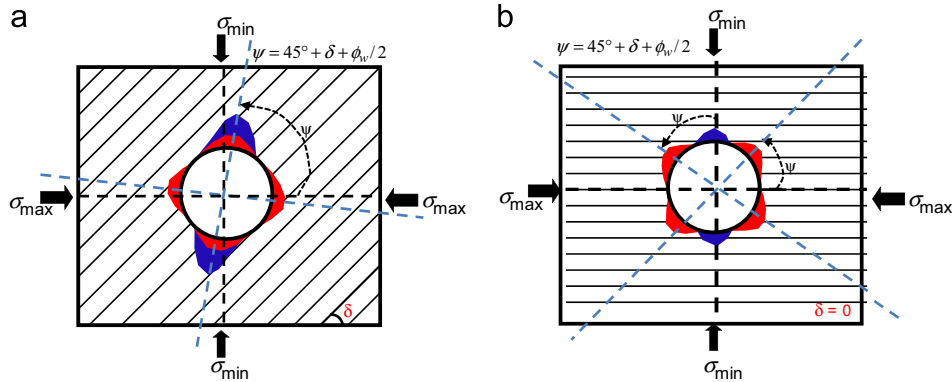 a
σmin
ψ = 45° + δ + ϕw/2
ψ
σmax
σmax
δ
σmin
b
σmin
ψ = 45° + δ + ϕw/2
ψ
ψ
σmax
σmax
δ = 0
σmin